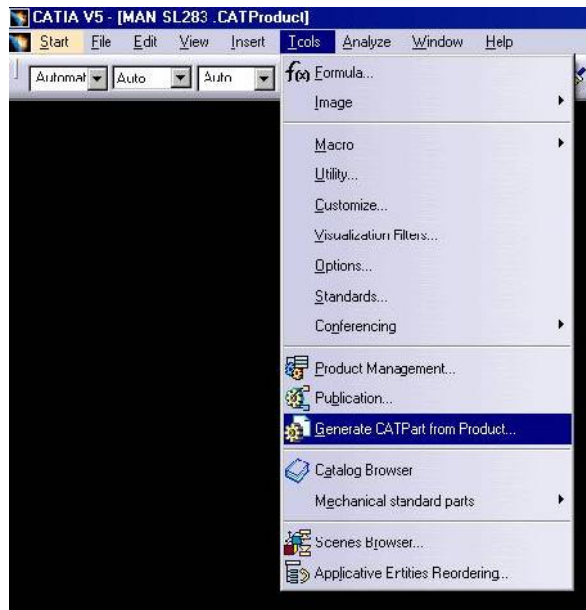 CATIA V5 - [MAN SL283 .CATProduct]
Start File Edit View Insert Tools Analyze Window Help
Automat Auto Auto
f(x) Formula...
Image
Macro
Utility...
Customize...
Visualization Filters...
Options...
Standards...
Conferencing
Product Management...
Publication...
Generate CATPart from Product...
Catalog Browser
Mechanical standard parts
Scenes Browser...
Applicative Entities Reordering...